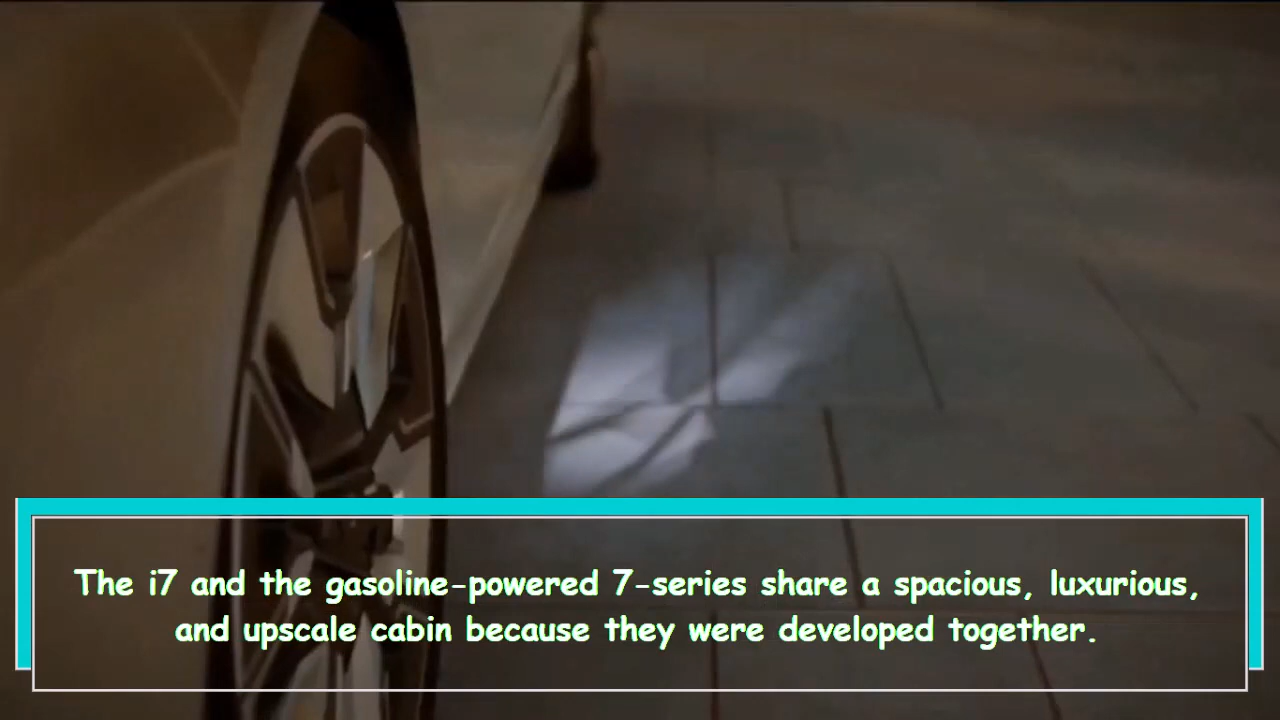 The i7 and the gasoline-powered 7-series share a spacious, luxurious,
and upscale cabin because they were developed together.